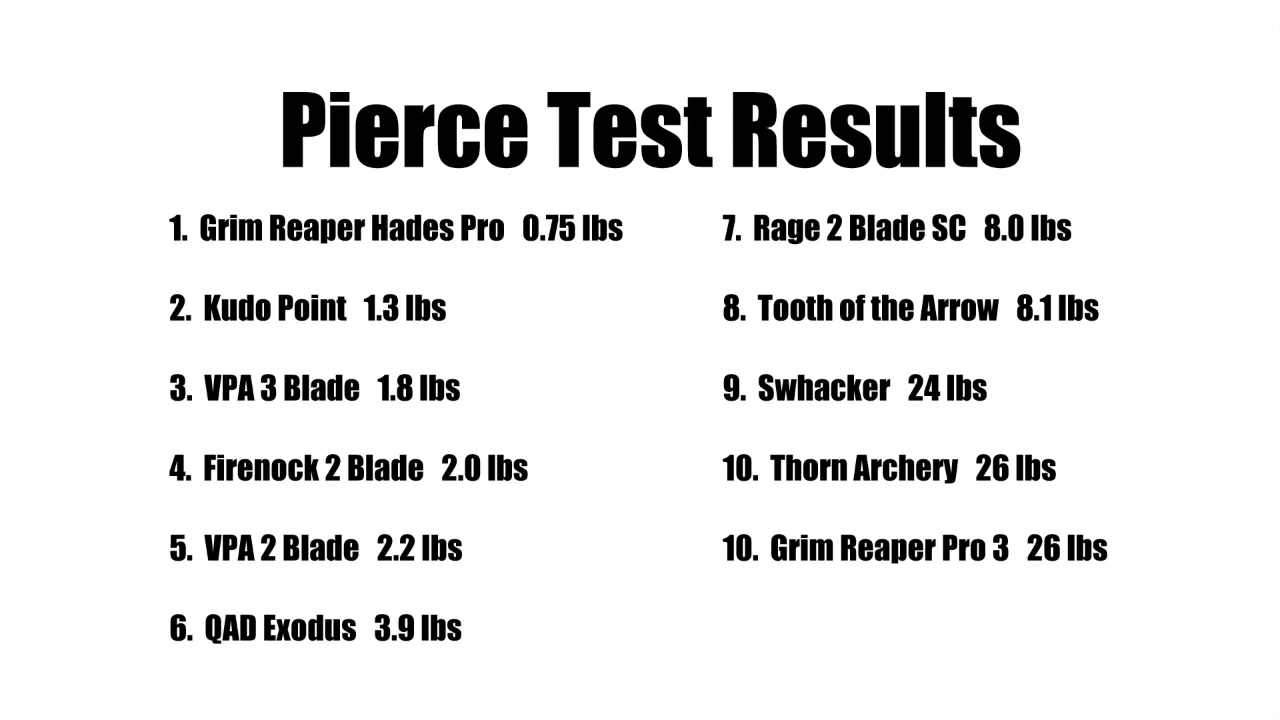 Pierce Test Results
1. Grim Reaper Hades Pro 0.75 lbs
2. Kudo Point 1.3 lbs
3. VPA 3 Blade 1.8 lbs
4. Firenock 2 Blade 2.0 lbs
5. VPA 2 Blade 2.2 lbs
6. QAD Exodus 3.9 lbs
7. Rage 2 Blade SC 8.0 lbs
8. Tooth of the Arrow 8.1 lbs
9. Swhacker 24 lbs
10. Thorn Archery 26 lbs
10. Grim Reaper Pro 3 26 lbs